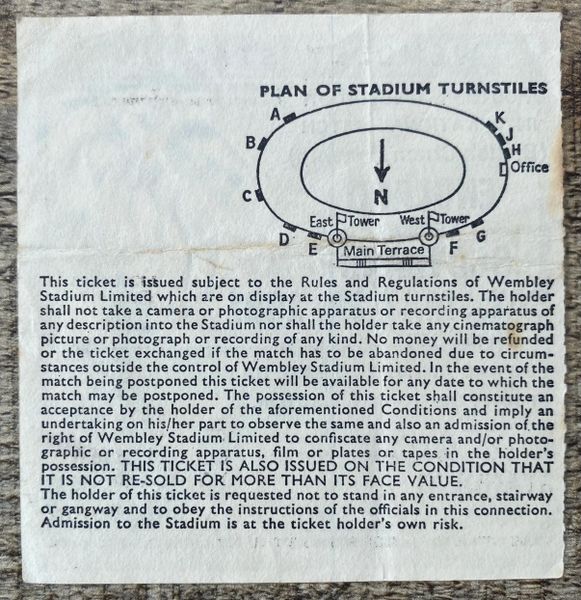 PLAN OF STADIUM TURNSTILES
A
K
J
B
H
Office
N
C
East Tower
West Tower
D
E
Main Terrace
F
G
This ticket is issued subject to the Rules and Regulations of Wembley
Stadium Limited which are on display at the Stadium turnstiles. The holder
shall not take a camera or photographic apparatus or recording apparatus of
any description into the Stadium nor shall the holder take any cinematograph
picture or photograph or recording of any kind. No money will be refunded
or the ticket exchanged if the match has to be abandoned due to circum-
stances outside the control of Wembley Stadium Limited. In the event of the
match being postponed this ticket will be available for any date to which the
match may be postponed. The possession of this ticket shall constitute an
acceptance by the holder of the aforementioned Conditions and imply an
undertaking on his/her part to observe the same and also an admission of the
right of Wembley Stadium Limited to confiscate any camera and/or photo-
graphic or recording apparatus, film or plates or tapes in the holder's
possession. THIS TICKET IS ALSO ISSUED ON THE CONDITION THAT
IT IS NOT RE-SOLD FOR MORE THAN ITS FACE VALUE.
The holder of this ticket is requested not to stand in any entrance, stairway
or gangway and to obey the instructions of the officials in this connection.
Admission to the Stadium is at the ticket holder's own risk.